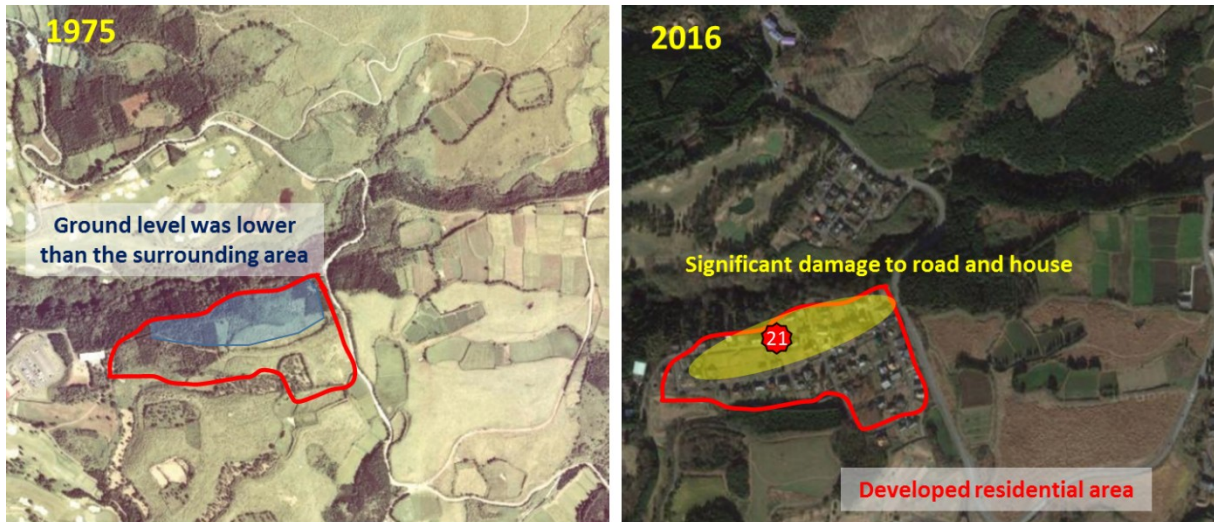 1975
Ground level was lower
than the surrounding area
2016
Significant damage to road and house
21
Developed residential area